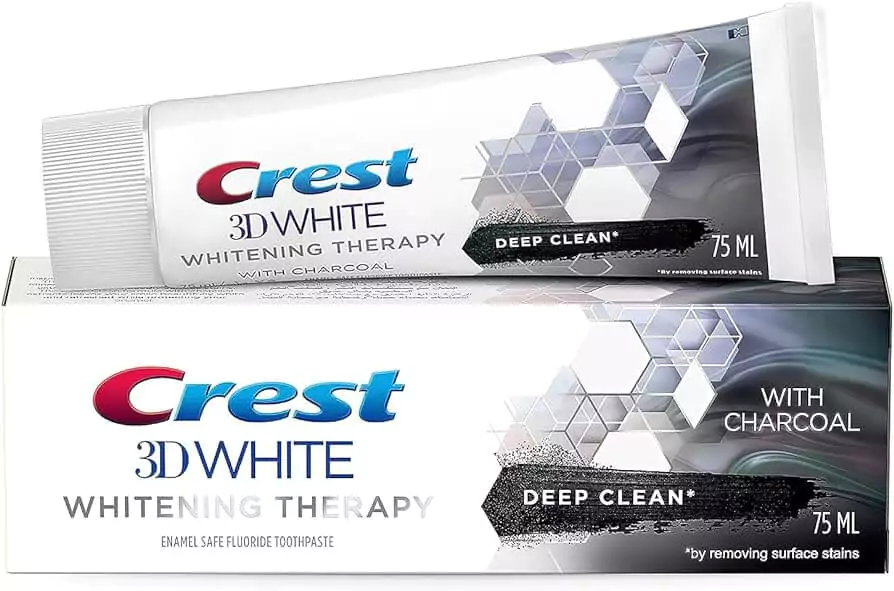 Crest
3D WHITE
WHITENING THERAPY
WITH CHARCOAL
DEEP CLEAN*
75 ML
*By removing surface stains
Crest
3D WHITE
WHITENING THERAPY
ENAMEL SAFE FLUORIDE TOOTHPASTE
WITH
CHARCOAL
DEEP CLEAN*
75 ML
*by removing surface stains